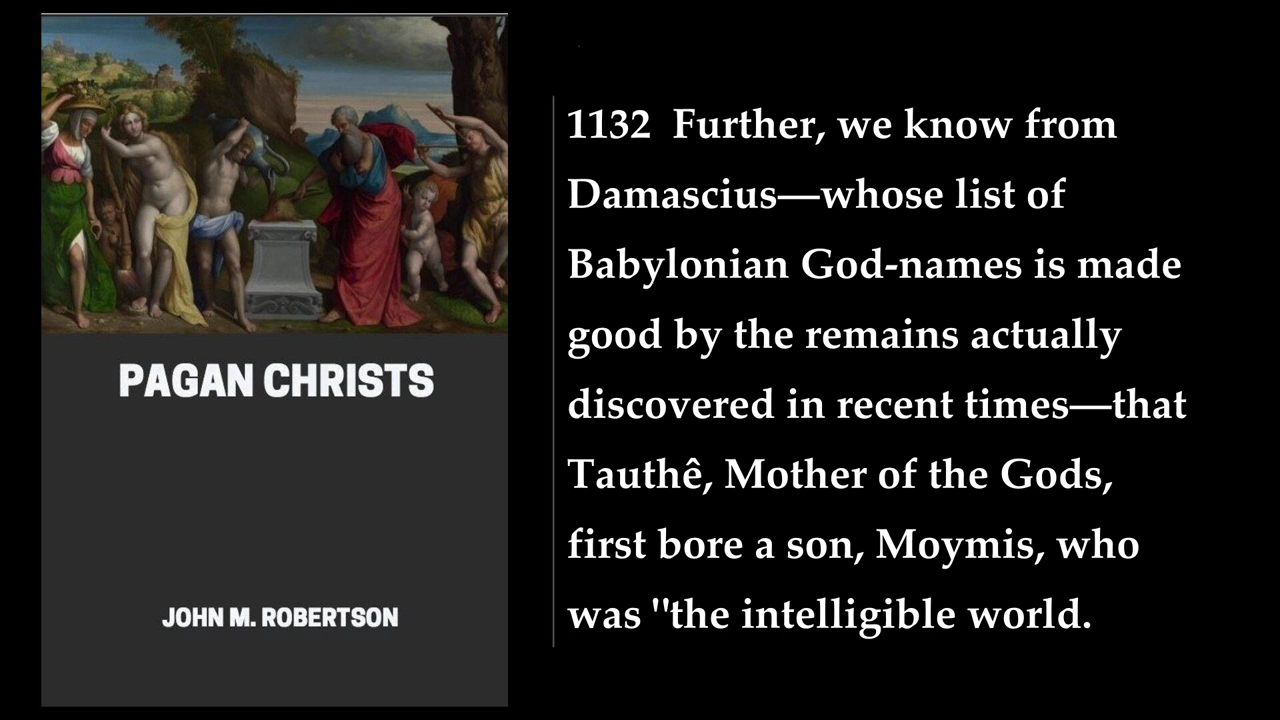 PAGAN CHRISTS
JOHN M. ROBERTSON
1132  Further, we know from
Damascius—whose list of
Babylonian God-names is made
good by the remains actually
discovered in recent times—that
Tauthê, Mother of the Gods,
first bore a son, Moymis, who
was "the intelligible world.